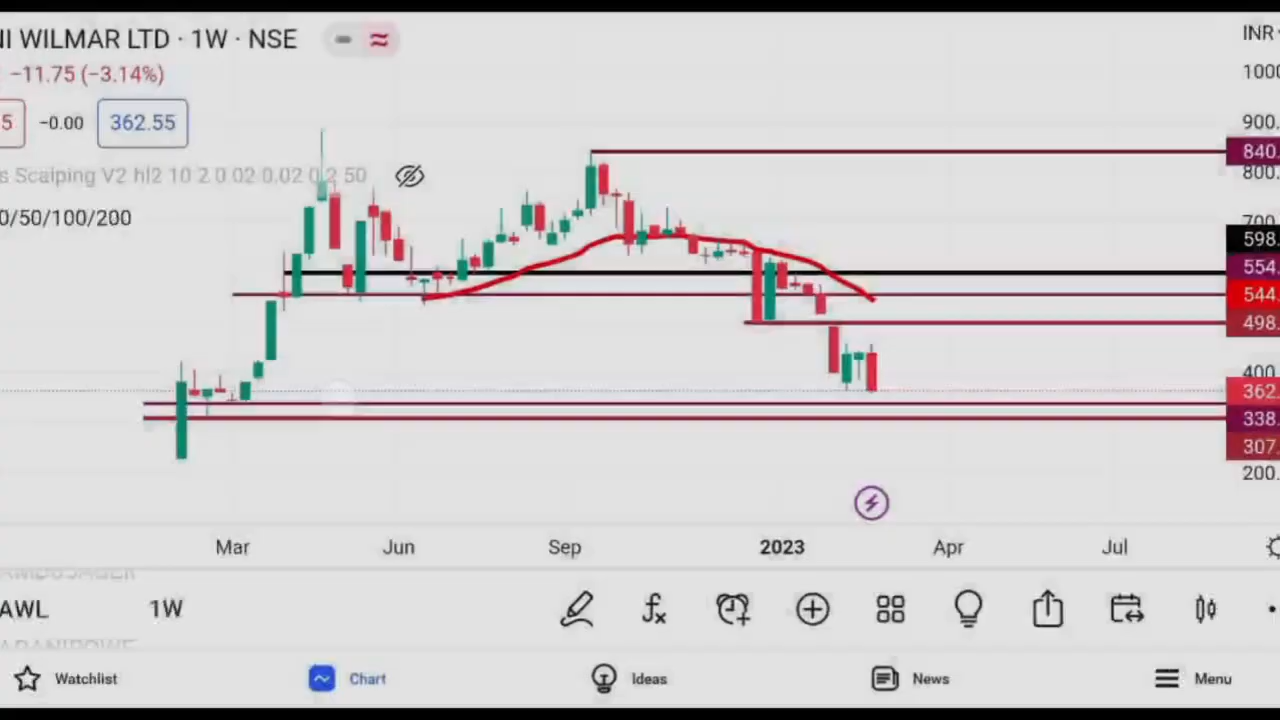 NI WILMAR LTD · 1W · NSE
INR
−11.75 (−3.14%)
1000
5 −0.00 362.55
900.
840.
s Scalping V2 hl2 10 2 0.02 0.02 0.2 50
800.
0/50/100/200
700
598.
554.
544.
498.
400
362.
338.
307.
200.
Mar Jun Sep 2023 Apr Jul
AWL 1W
Watchlist Chart Ideas News Menu